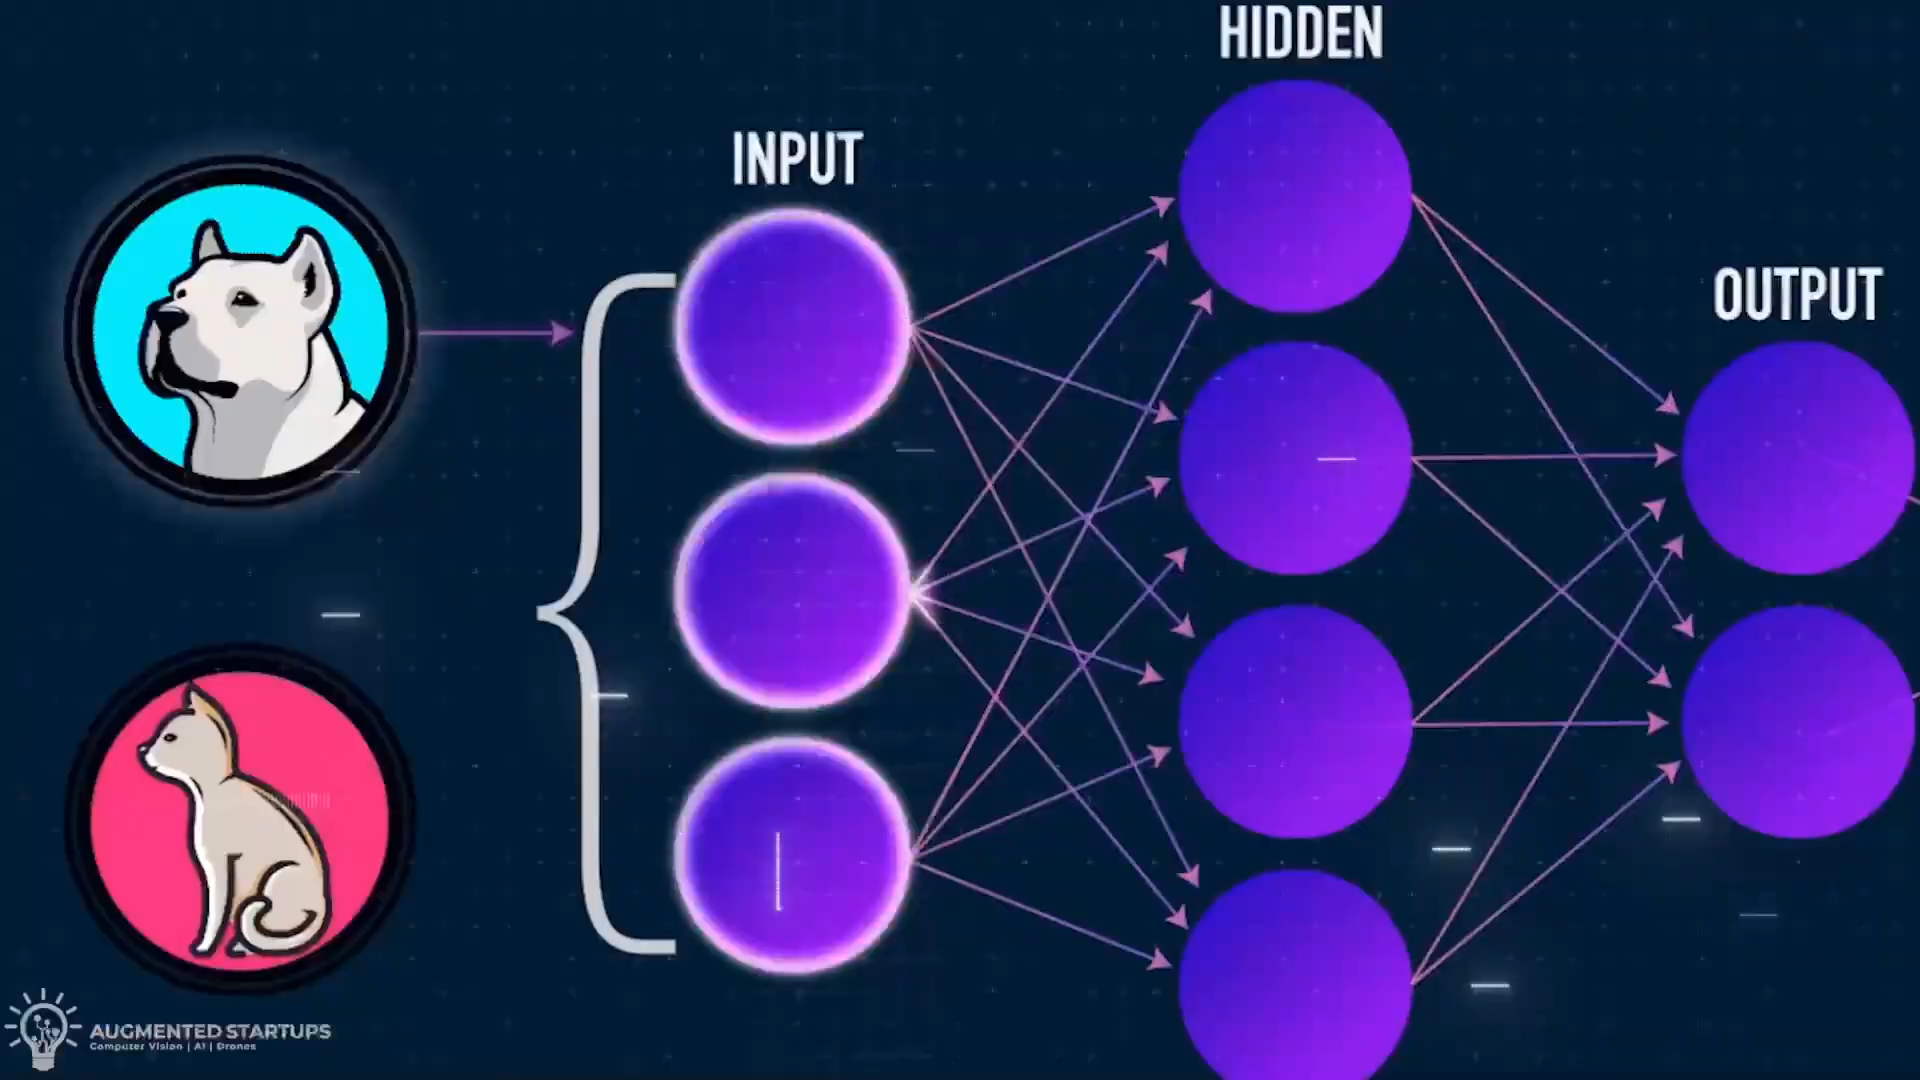 HIDDEN
INPUT
OUTPUT
AUGMENTED STARTUPS
Computer Vision | AI | Drones